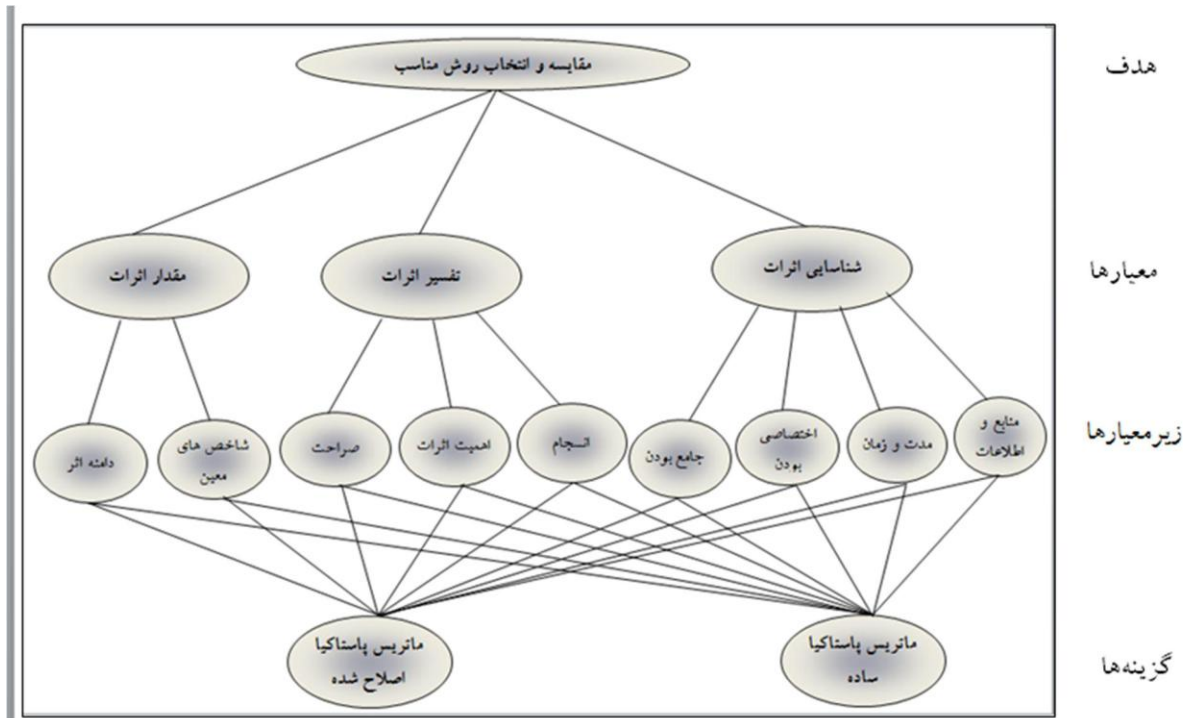 هدف
مقایسه و انتخاب روش مناسب
معیارها
شناسایی اثرات
تفسیر اثرات
مقدار اثرات
زیرمعیارها
منابع و
اطلاعات
مدت و زمان
اختصاصی
بودن
جامع بودن
انسجام
اهمیت اثرات
صراحت
شاخص های
معین
دامنه اثر
گزینه‌ها
ماتریس پاستاکیا
ساده
ماتریس پاستاکیا
اصلاح شده